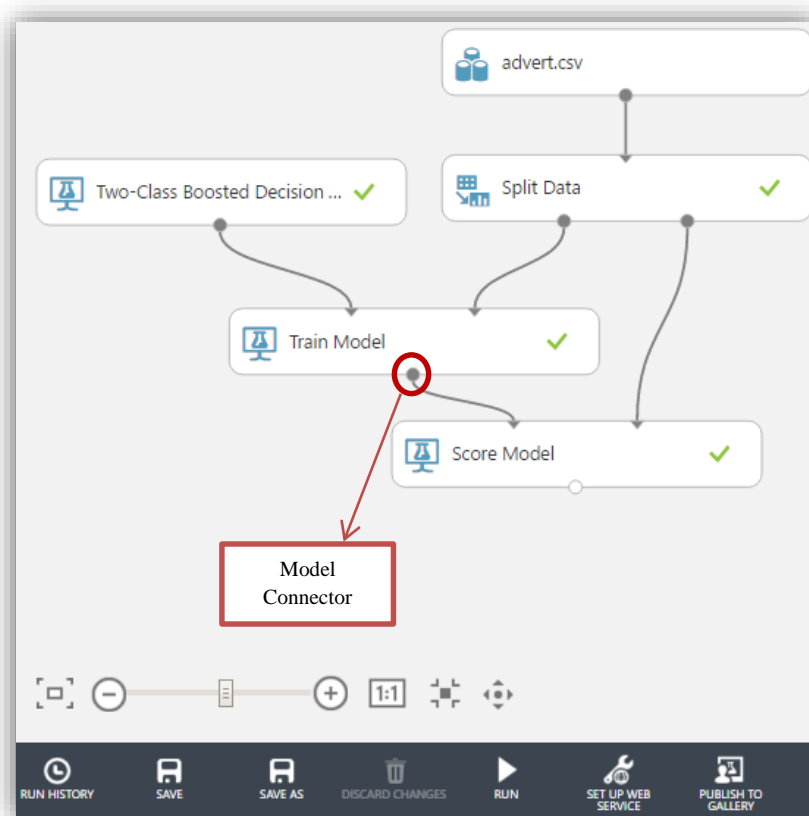 advert.csv
Two-Class Boosted Decision ...
Split Data
Train Model
Score Model
Model
Connector
1:1
RUN HISTORY
SAVE
SAVE AS
DISCARD CHANGES
RUN
SET UP WEB
SERVICE
PUBLISH TO
GALLERY